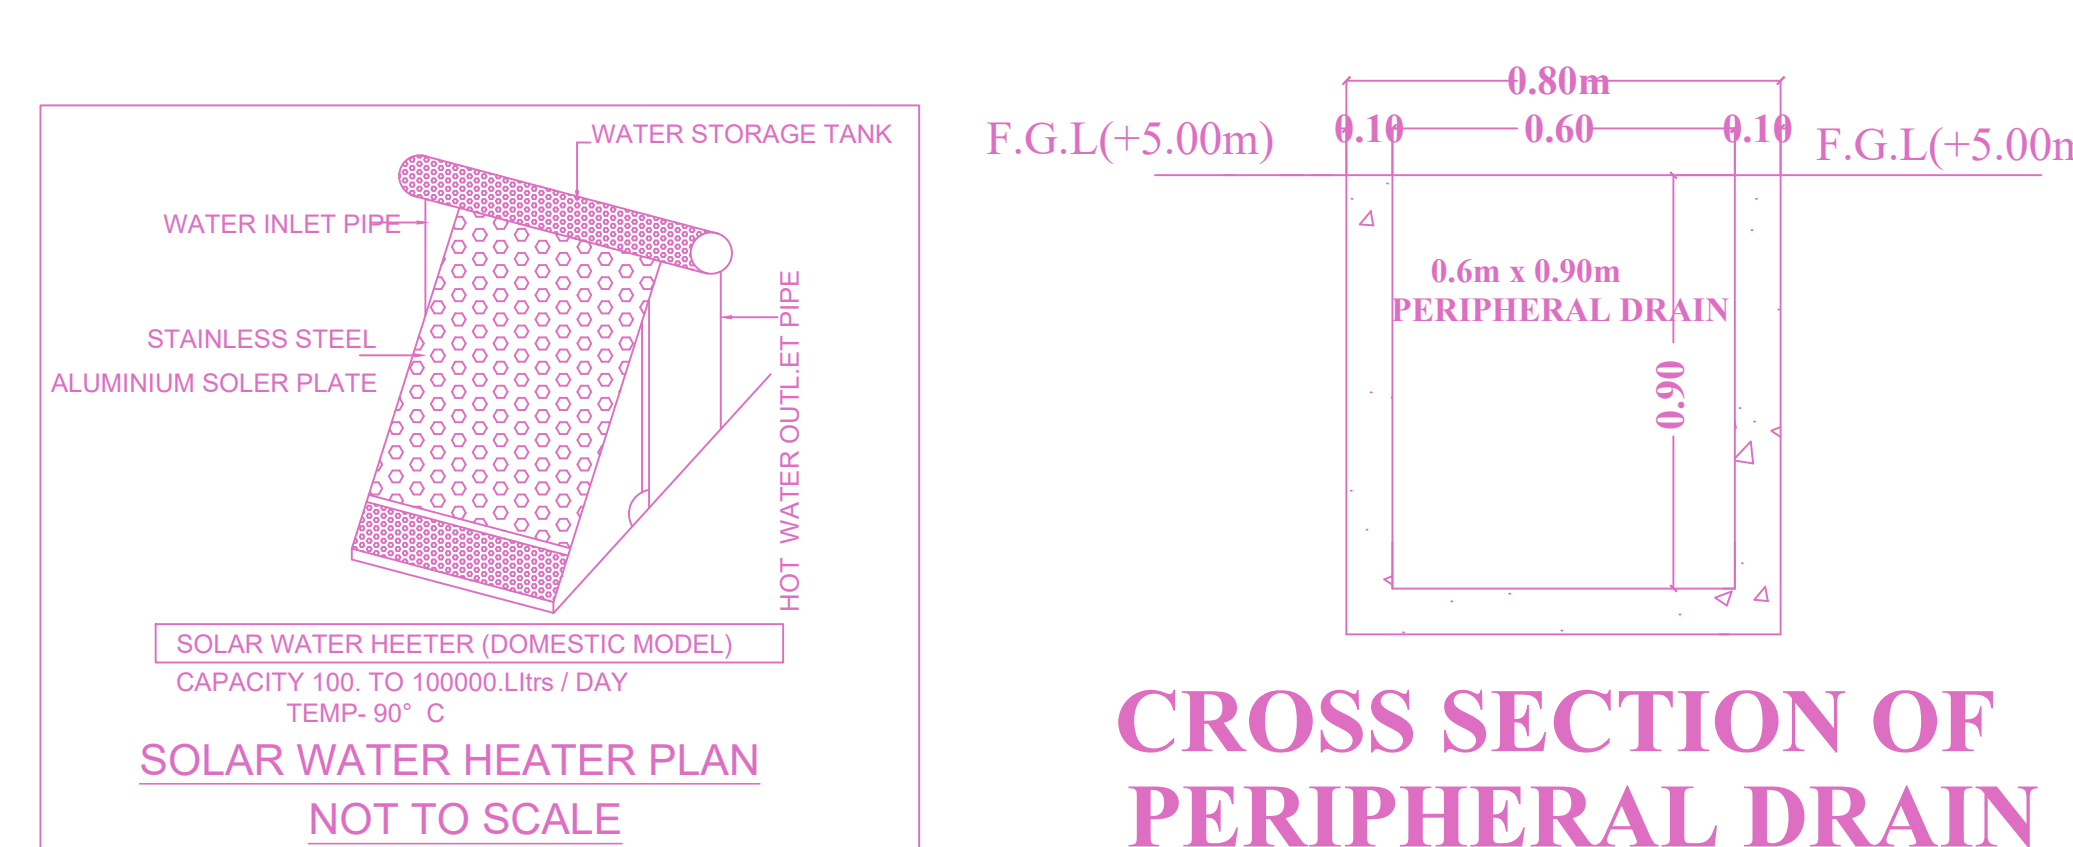 WATER STORAGE TANK
WATER INLET PIPE
STAINLESS STEEL
ALUMINIUM SOLER PLATE
HOT WATER OUTL.ET PIPE
SOLAR WATER HEETER (DOMESTIC MODEL)
CAPACITY 100. TO 100000.LItrs / DAY
TEMP- 90° C
SOLAR WATER HEATER PLAN
NOT TO SCALE
0.80m
F.G.L(+5.00m)
0.10
0.60
0.10
F.G.L(+5.00m
0.6m x 0.90m
PERIPHERAL DRAIN
0.90
CROSS SECTION OF
PERIPHERAL DRAIN